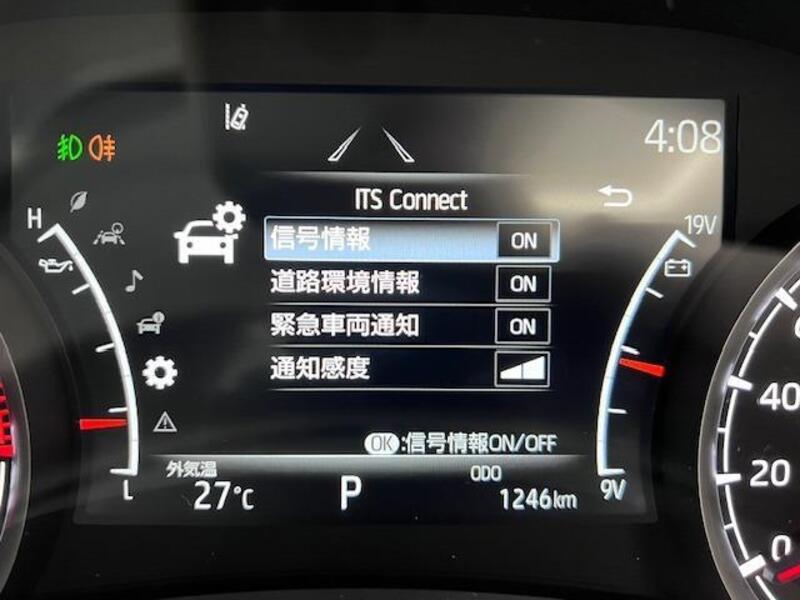 4:08
ITS Connect
H
19V
信号情報 ON
道路環境情報 ON
緊急車両通知 ON
通知感度
OK:信号情報ON/OFF
外気温
ODO
L
27℃
P
1246km
9V
40
20
0